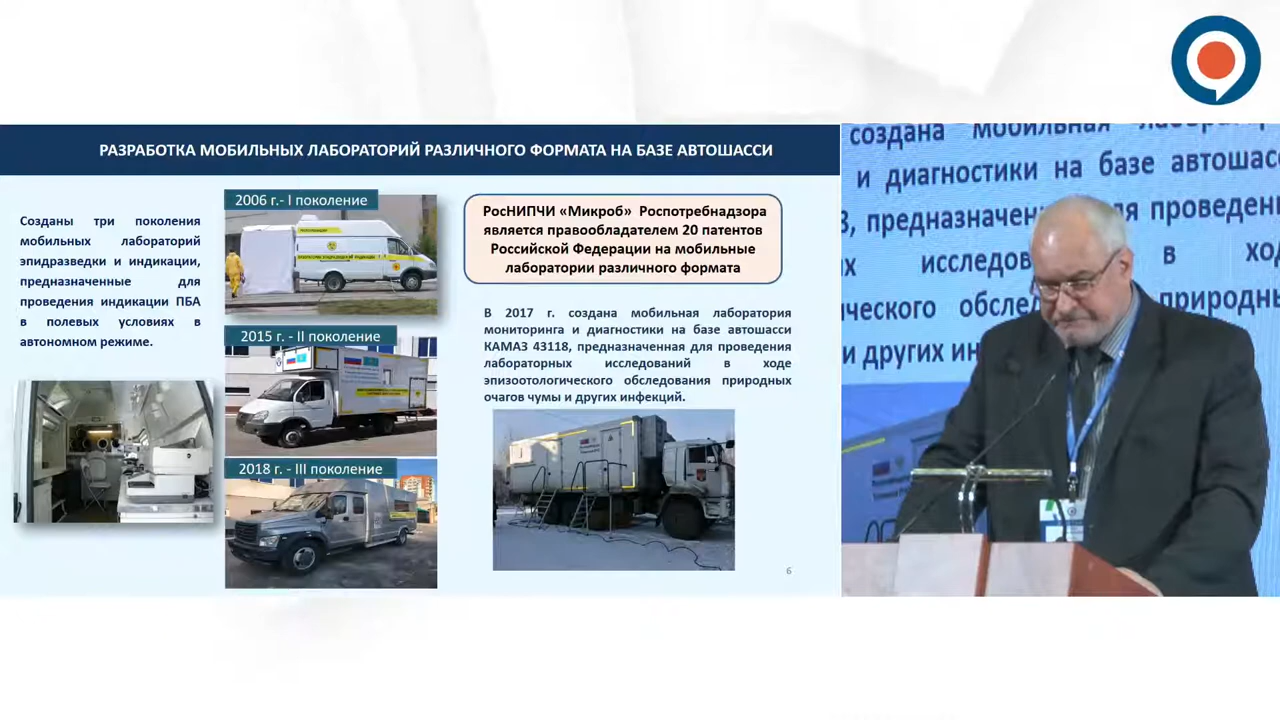 РАЗРАБОТКА МОБИЛЬНЫХ ЛАБОРАТОРИЙ РАЗЛИЧНОГО ФОРМАТА НА БАЗЕ АВТОШАССИ
Созданы три поколения
мобильных лабораторий
эпидразведки и индикации,
предназначенные для
проведения индикации ПБА
в полевых условиях в
автономном режиме.
2006 г.- I поколение
2015 г. - II поколение
2018 г. - III поколение
РосНИПЧИ «Микроб» Роспотребнадзора
является правообладателем 20 патентов
Российской Федерации на мобильные
лаборатории различного формата
В 2017 г. создана мобильная лаборатория
мониторинга и диагностики на базе автошасси
КАМАЗ 43118, предназначенная для проведения
лабораторных исследований в ходе
эпизоотологического обследования природных
очагов чумы и других инфекций.
6
создана мобильная
и диагностики на базе автошасс
предназначен для проведен
исследов в ход
ческого обсле природны
и других ин